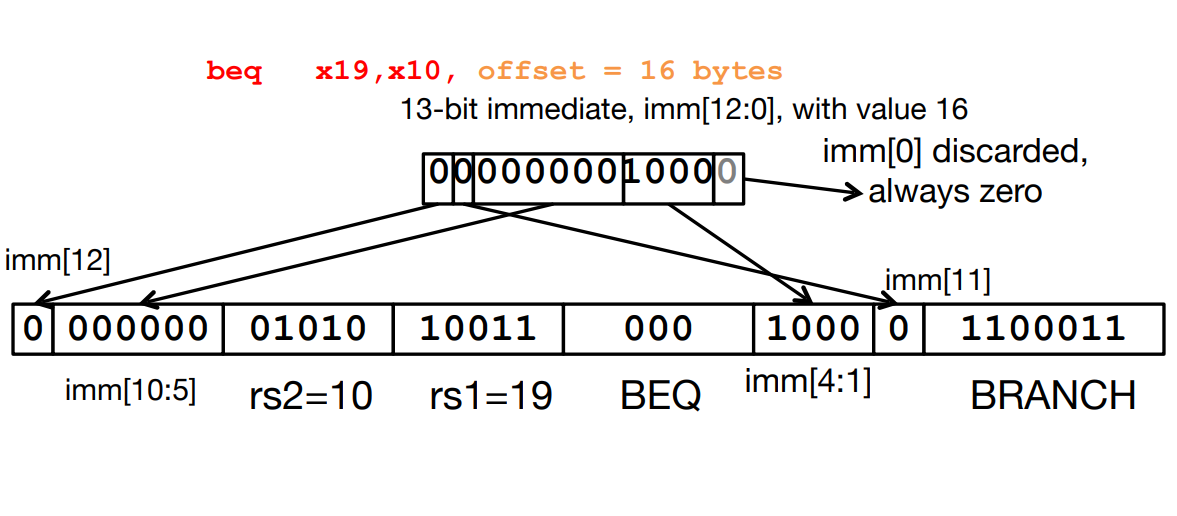 beq x19,x10, offset = 16 bytes
13-bit immediate, imm[12:0], with value 16
imm[0] discarded,
always zero
0 0 000000 1000 0
imm[12]
imm[11]
0 000000 01010 10011 000 1000 0 1100011
imm[10:5] rs2=10 rs1=19 BEQ imm[4:1] BRANCH